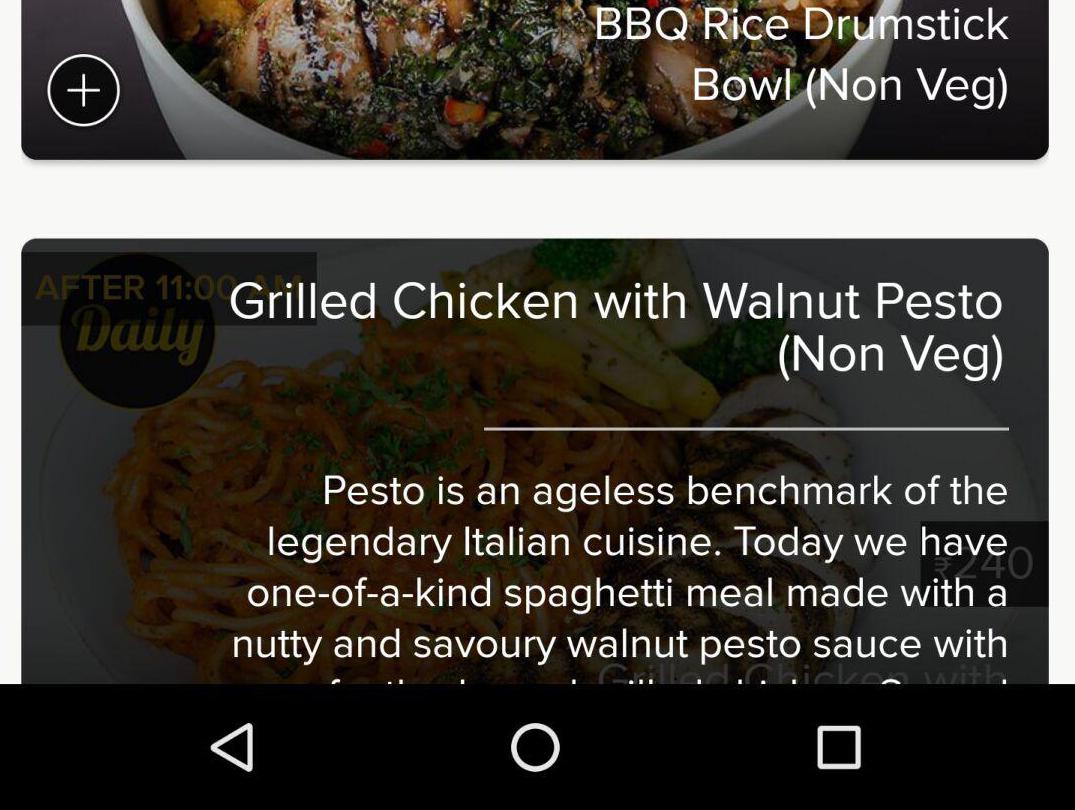 BBQ Rice Drumstick
Bowl (Non Veg)
AFTER 11:00 AM
Daily
Grilled Chicken with Walnut Pesto
(Non Veg)
Pesto is an ageless benchmark of the
legendary Italian cuisine. Today we have
₹240
one-of-a-kind spaghetti meal made with a
nutty and savoury walnut pesto sauce with
Grilled Chicken with